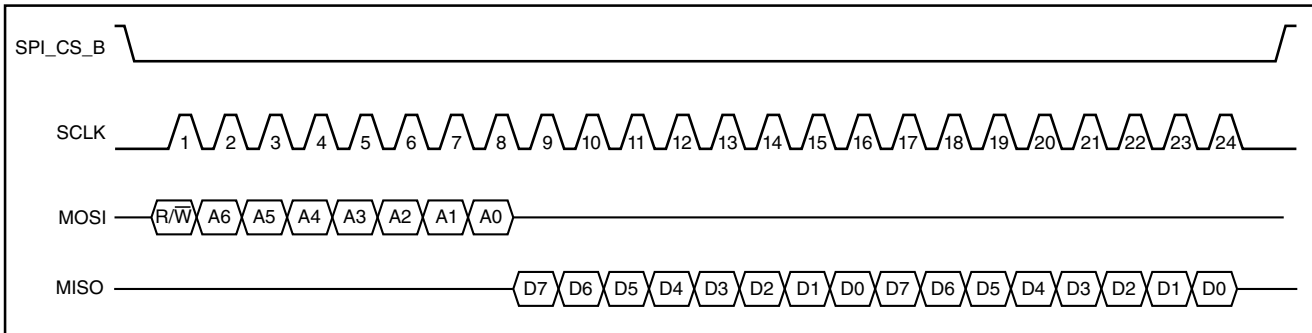 SPI_CS_B
SCLK 1 2 3 4 5 6 7 8 9 10 11 12 13 14 15 16 17 18 19 20 21 22 23 24
MOSI R/W̅ A6 A5 A4 A3 A2 A1 A0
MISO D7 D6 D5 D4 D3 D2 D1 D0 D7 D6 D5 D4 D3 D2 D1 D0